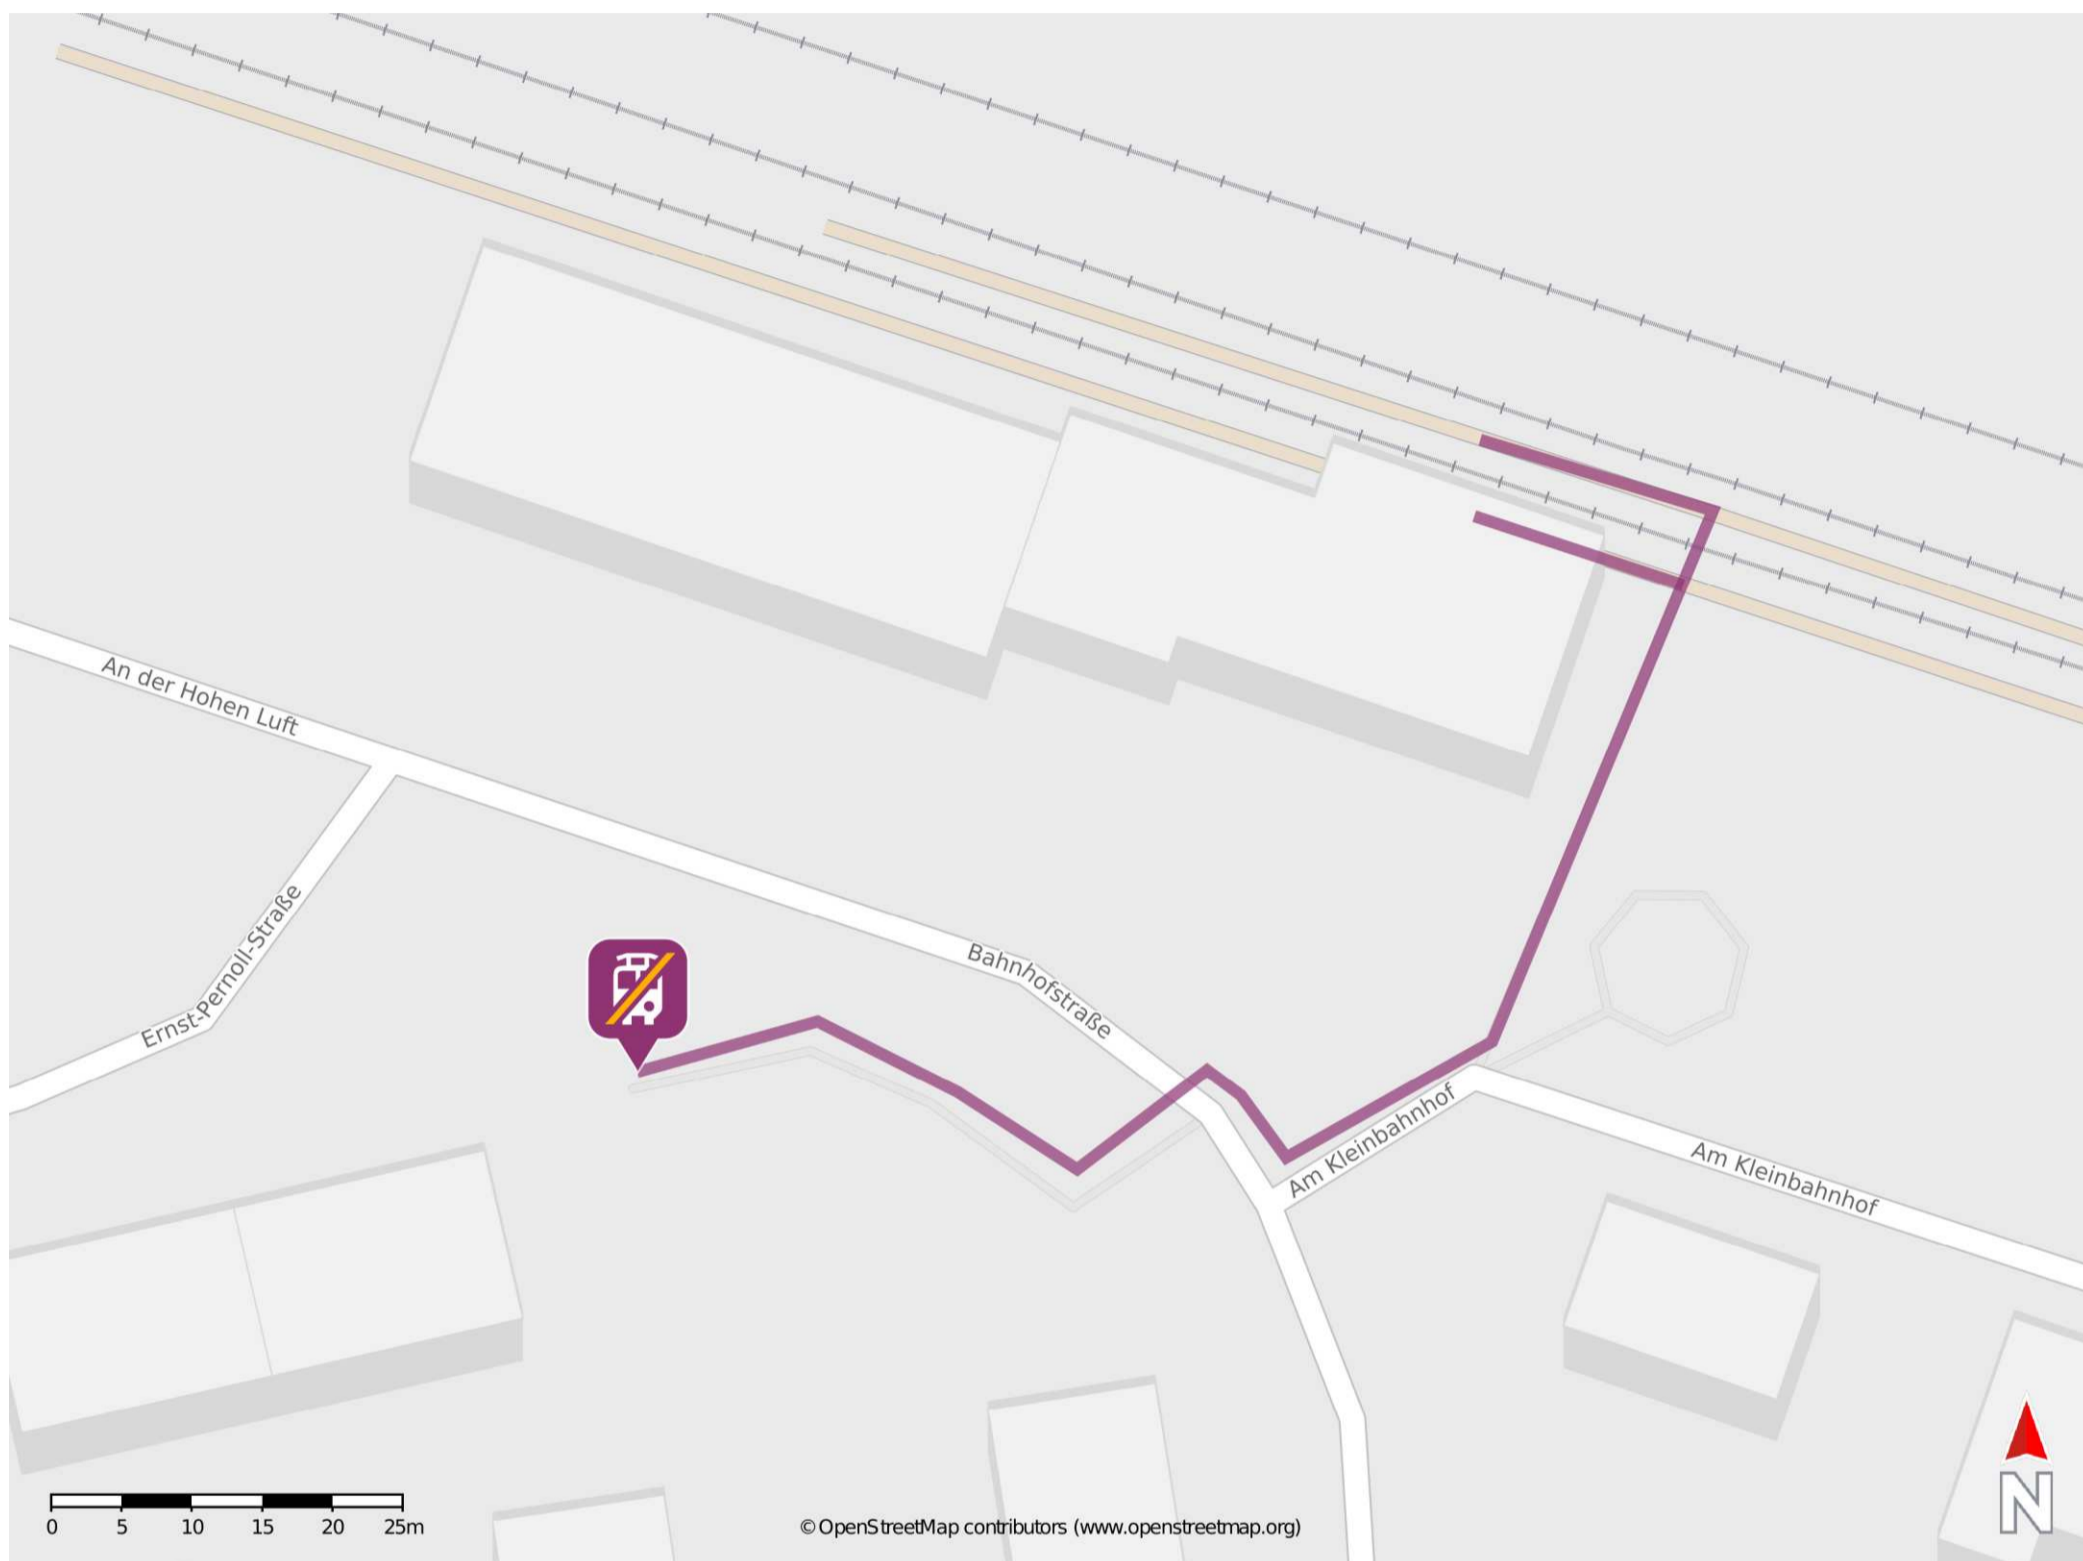 An der Hohen Luft
Ernst-Pernoll-Straße
Bahnhofstraße
Am Kleinbahnhof
Am Kleinbahnhof
N
0 5 10 15 20 25m
© OpenStreetMap contributors (www.openstreetmap.org)